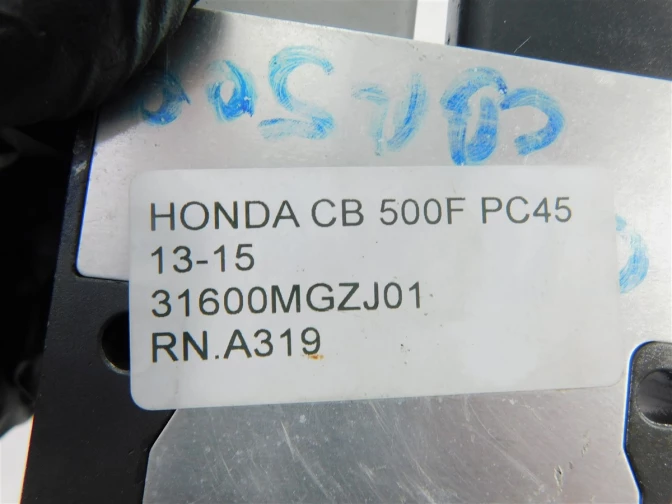 HONDA CB 500F PC45
13-15
31600MGZJ01
RN.A319